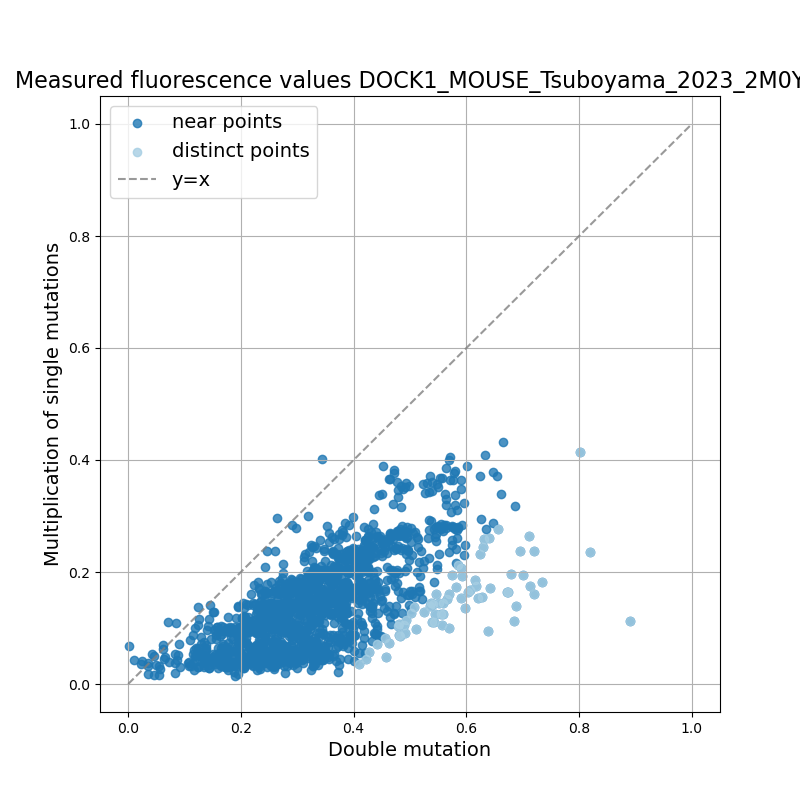 Measured fluorescence values DOCK1_MOUSE_Tsuboyama_2023_2M0Y
near points
distinct points
y=x
1.0
0.8
0.6
0.4
0.2
0.0
Multiplication of single mutations
0.0 0.2 0.4 0.6 0.8 1.0
Double mutation